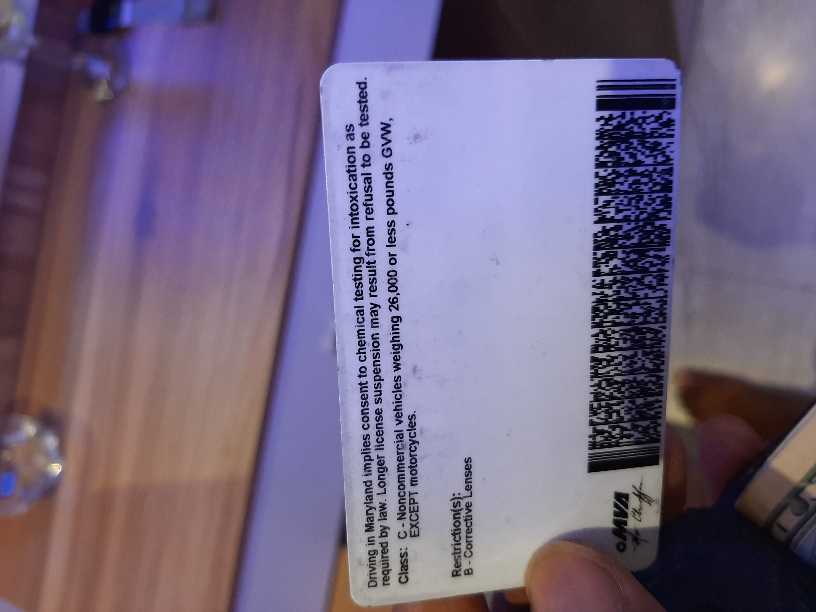 Driving in Maryland implies consent to chemical testing for intoxication as
required by law. Longer license suspension may result from refusal to be tested.
Class: C - Noncommercial vehicles weighing 26,000 or less pounds GVW,
EXCEPT motorcycles.
Restriction(s):
B - Corrective Lenses
MVA